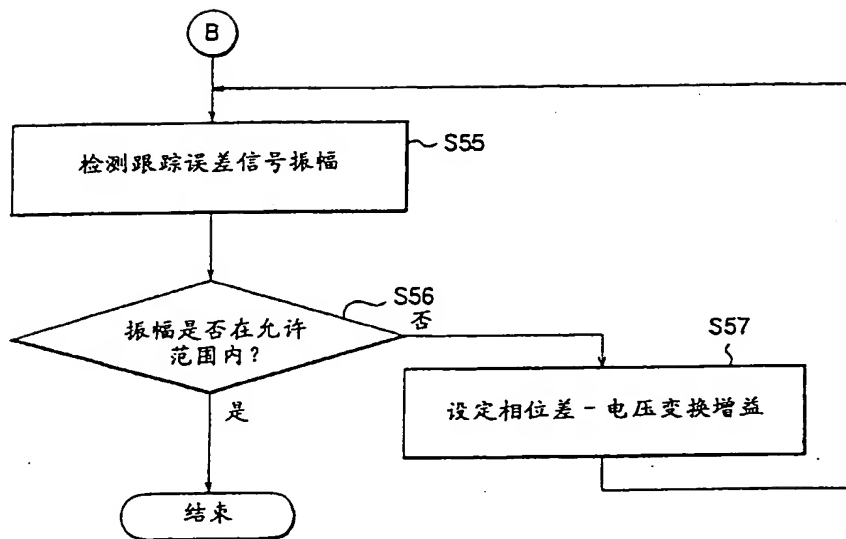 B
检测跟踪误差信号振幅
S55
振幅是否在允许
范围内？
S56
否
是
S57
设定相位差－电压变换增益
结束